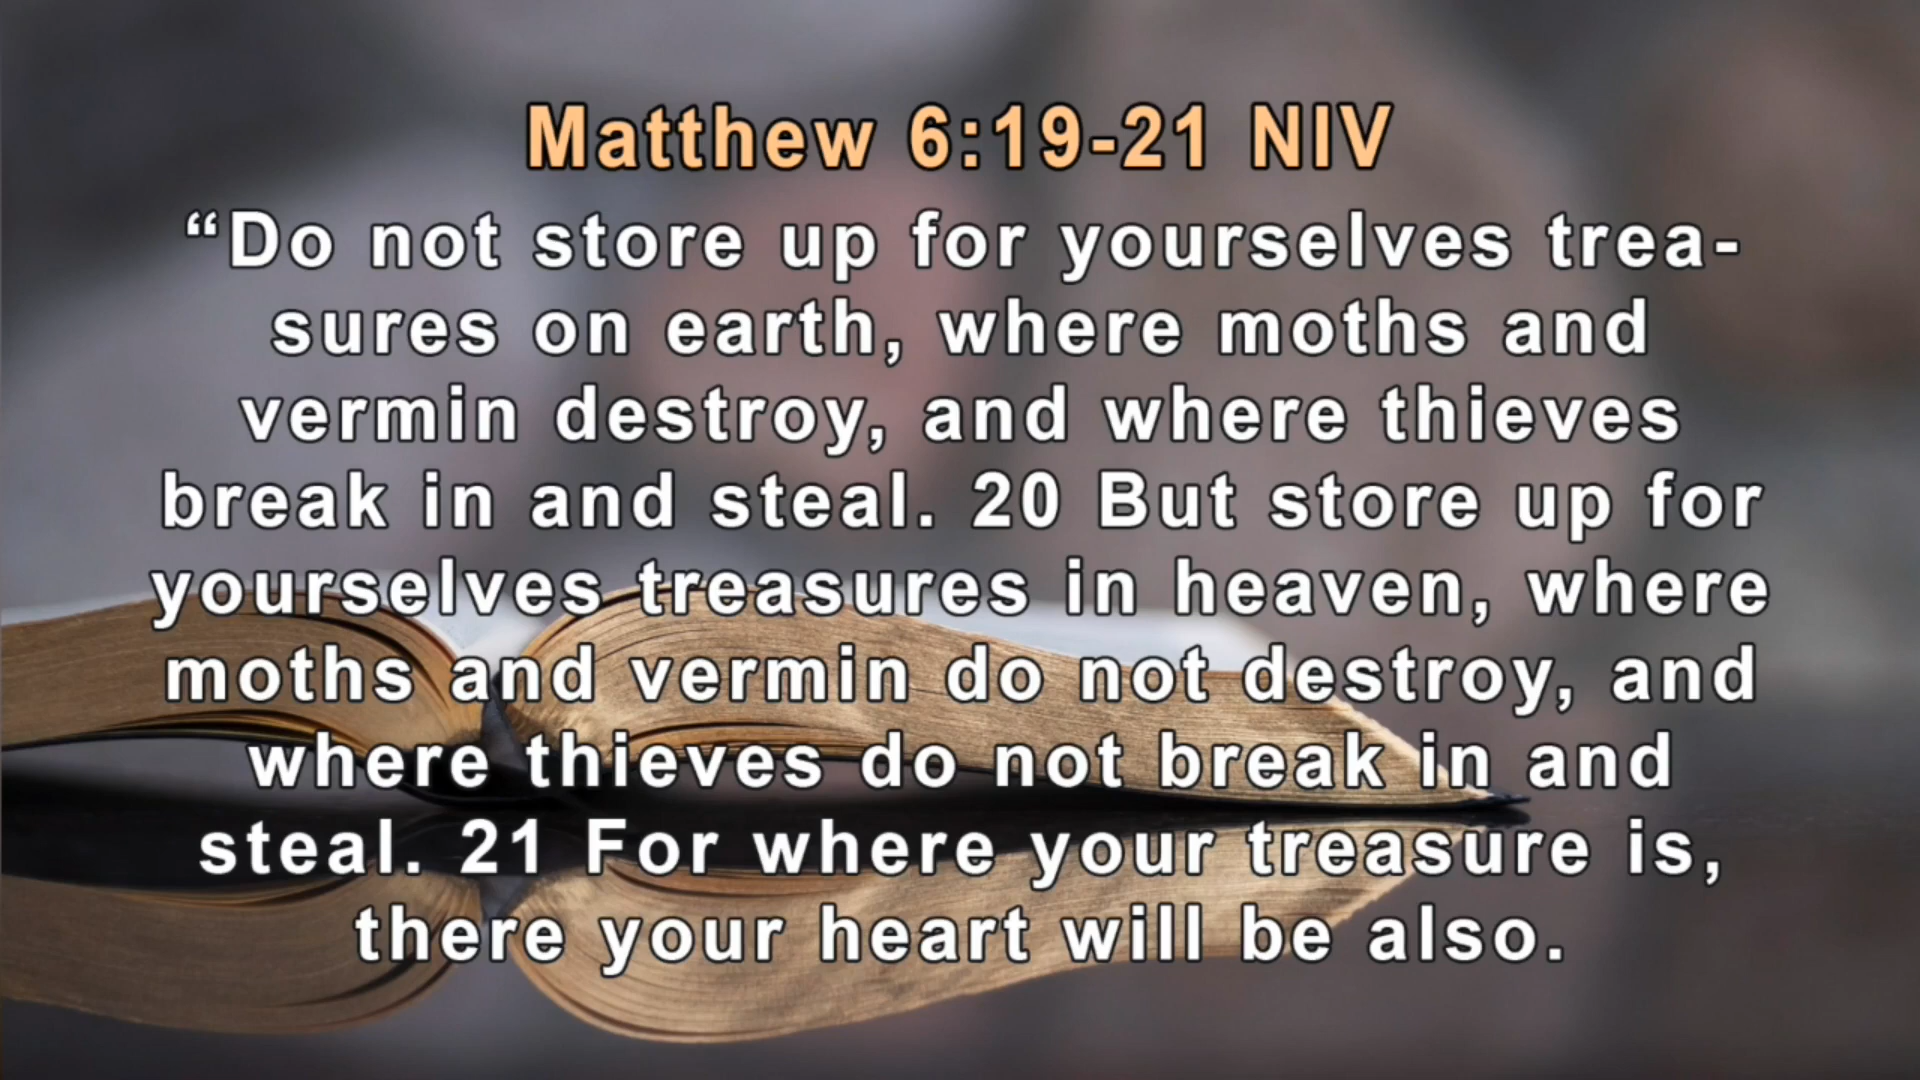 Matthew 6:19-21 NIV
“Do not store up for yourselves trea-
sures on earth, where moths and
vermin destroy, and where thieves
break in and steal. 20 But store up for
yourselves treasures in heaven, where
moths and vermin do not destroy, and
where thieves do not break in and
steal. 21 For where your treasure is,
there your heart will be also.